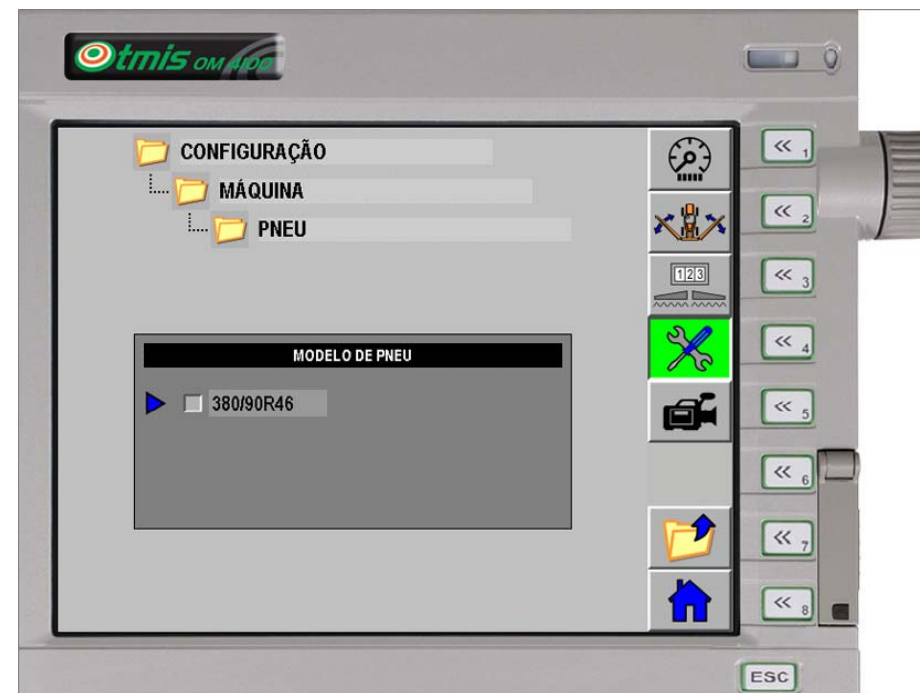 Otmis OM 4100
CONFIGURAÇÃO
MÁQUINA
PNEU
MODELO DE PNEU
380/90R46
123
<< 1
<< 2
<< 3
<< 4
<< 5
<< 6
<< 7
<< 8
ESC